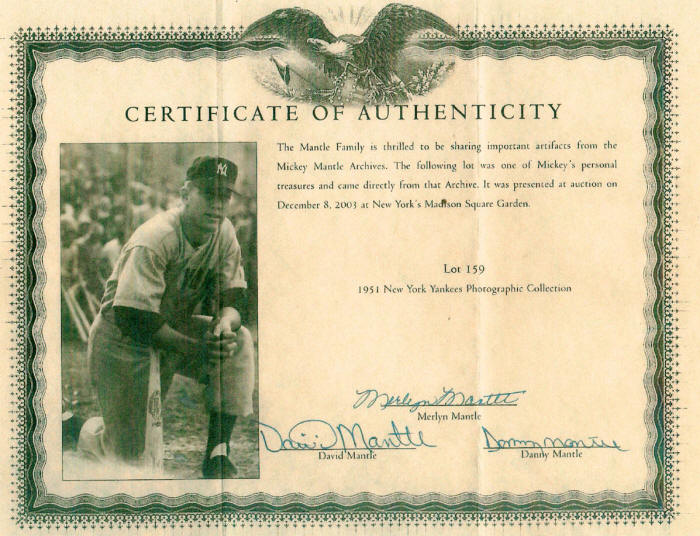 CERTIFICATE OF AUTHENTICITY
The Mantle Family is thrilled to be sharing important artifacts from the
Mickey Mantle Archives. The following lot was one of Mickey's personal
treasures and came directly from that Archive. It was presented at auction on
December 8, 2003 at New York's Madison Square Garden.
NY
Lot 159
1951 New York Yankees Photographic Collection
Merlyn Mantle
Merlyn Mantle
David Mantle
David Mantle
Danny Mantle
Danny Mantle